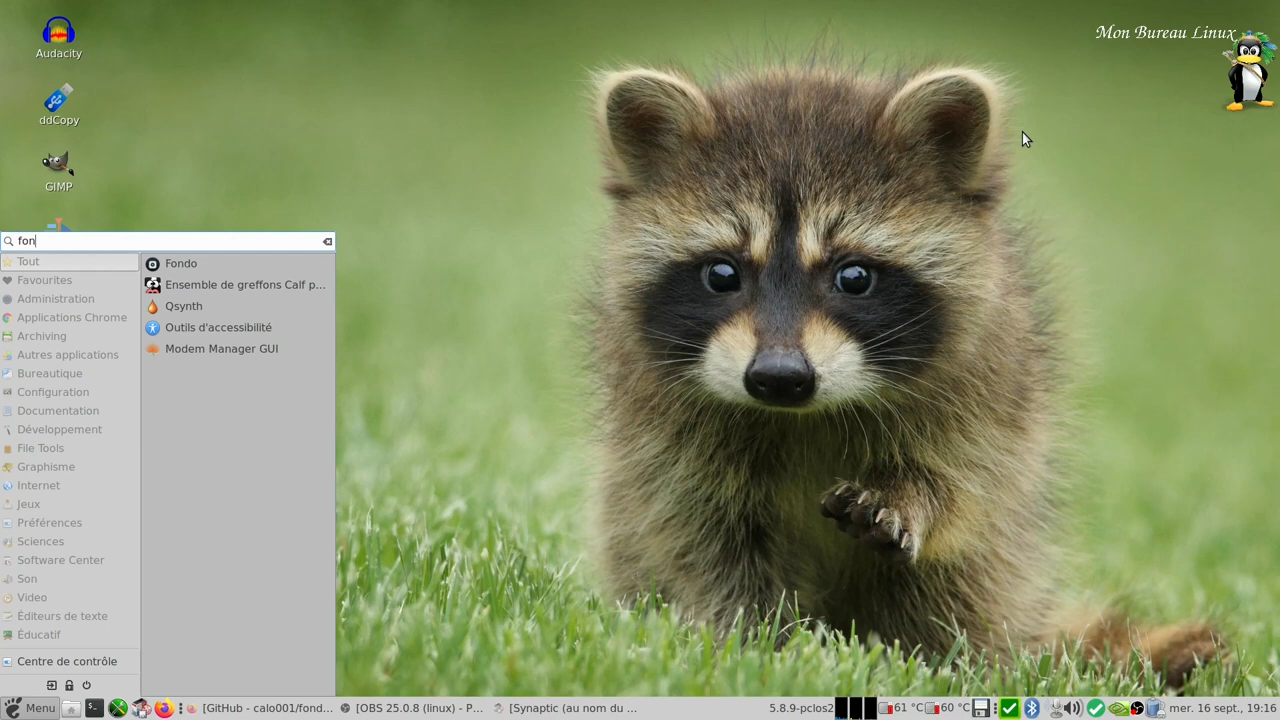 Audacity
ddCopy
GIMP
Mon Bureau Linux
fon
Tout
Favourites
Administration
Applications Chrome
Archiving
Autres applications
Bureautique
Configuration
Documentation
Développement
File Tools
Graphisme
Internet
Jeux
Préférences
Sciences
Software Center
Son
Video
Éditeurs de texte
Éducatif
Centre de contrôle
Fondo
Ensemble de greffons Calf p...
Qsynth
Outils d'accessibilité
Modem Manager GUI
Menu [GitHub - calo001/fond... [OBS 25.0.8 (linux) - P... [Synaptic (au nom du ... 5.8.9-pclos2 61 °C 60 °C mer. 16 sept., 19:16